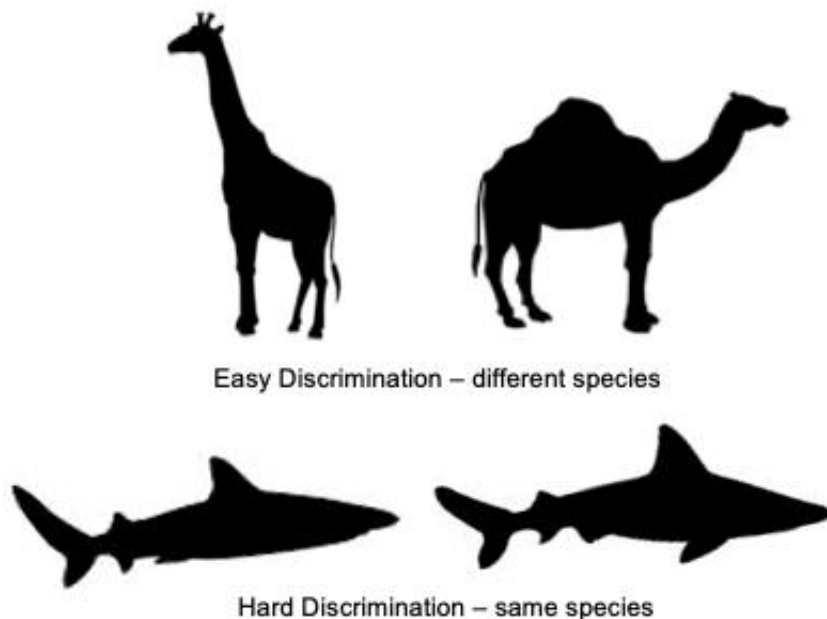 Easy Discrimination – different species
Hard Discrimination – same species